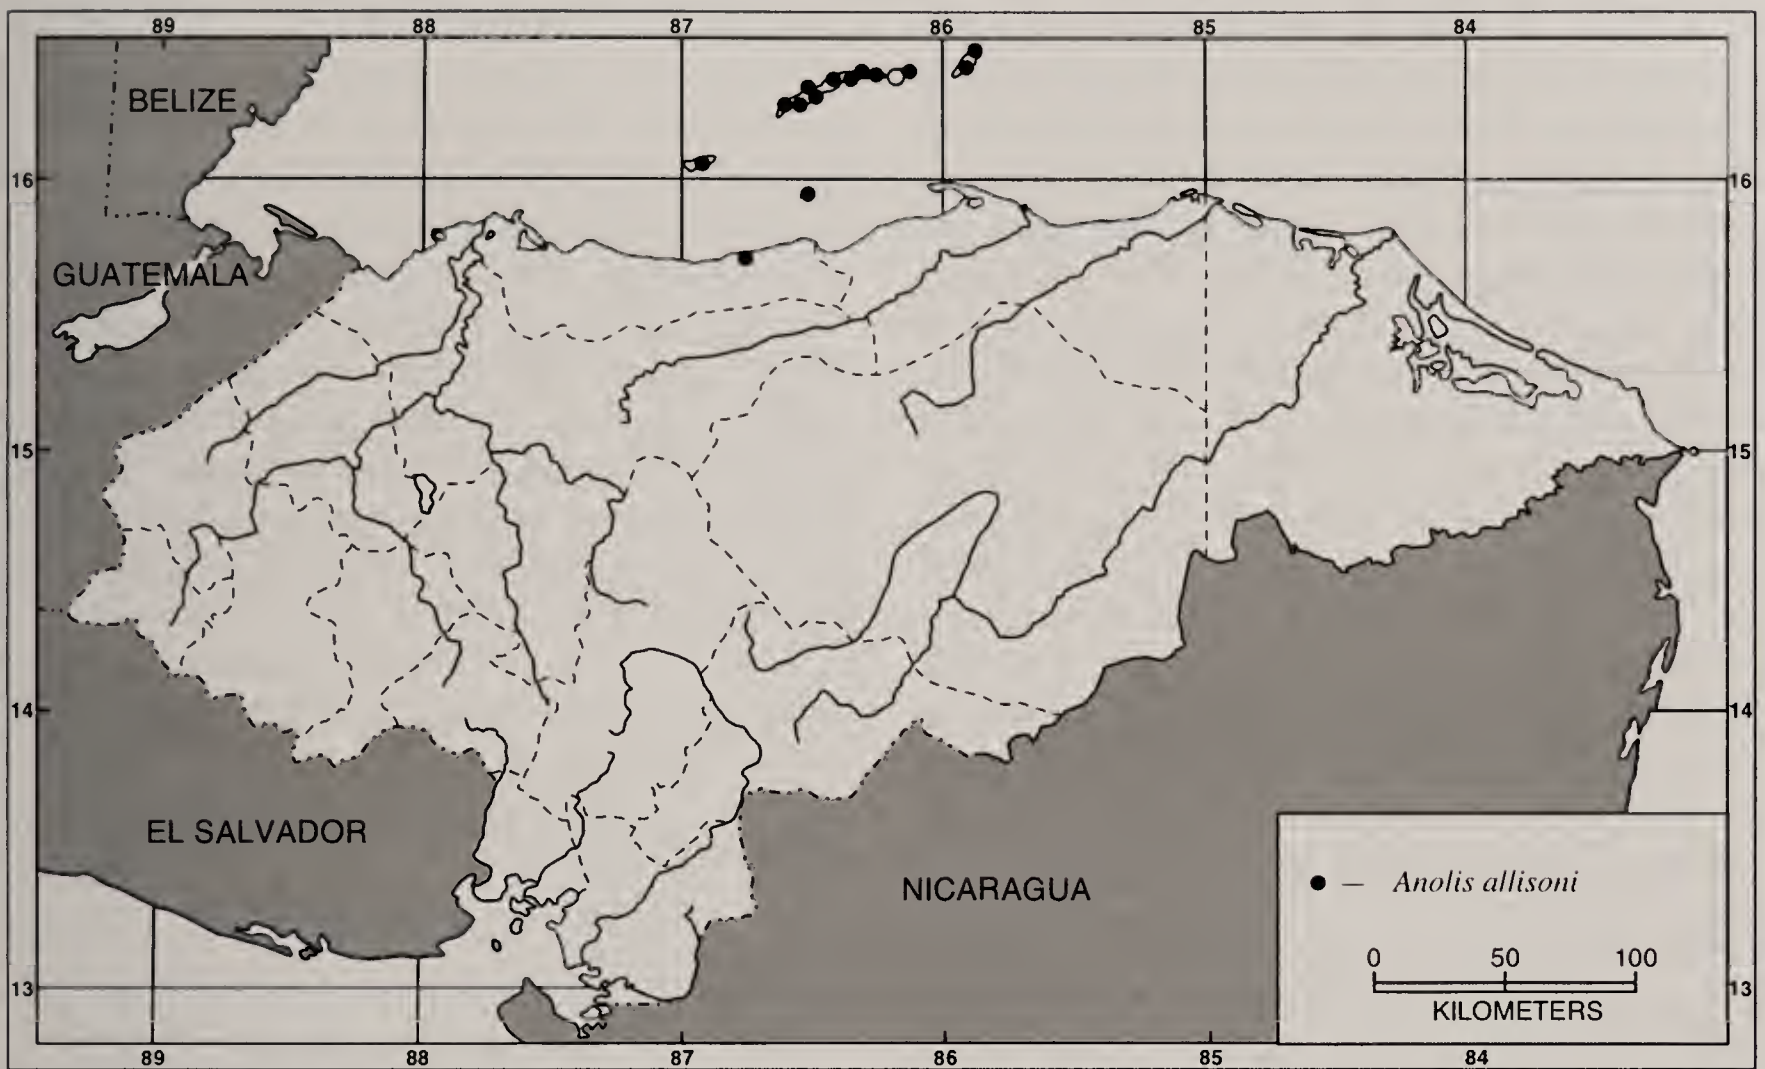 89 88 87 86 85 84
BELIZE
16 16
GUATEMALA
15 15
14 14
EL SALVADOR
NICARAGUA
● — Anolis allisoni
0 50 100
KILOMETERS
13 13
89 88 87 86 85 84